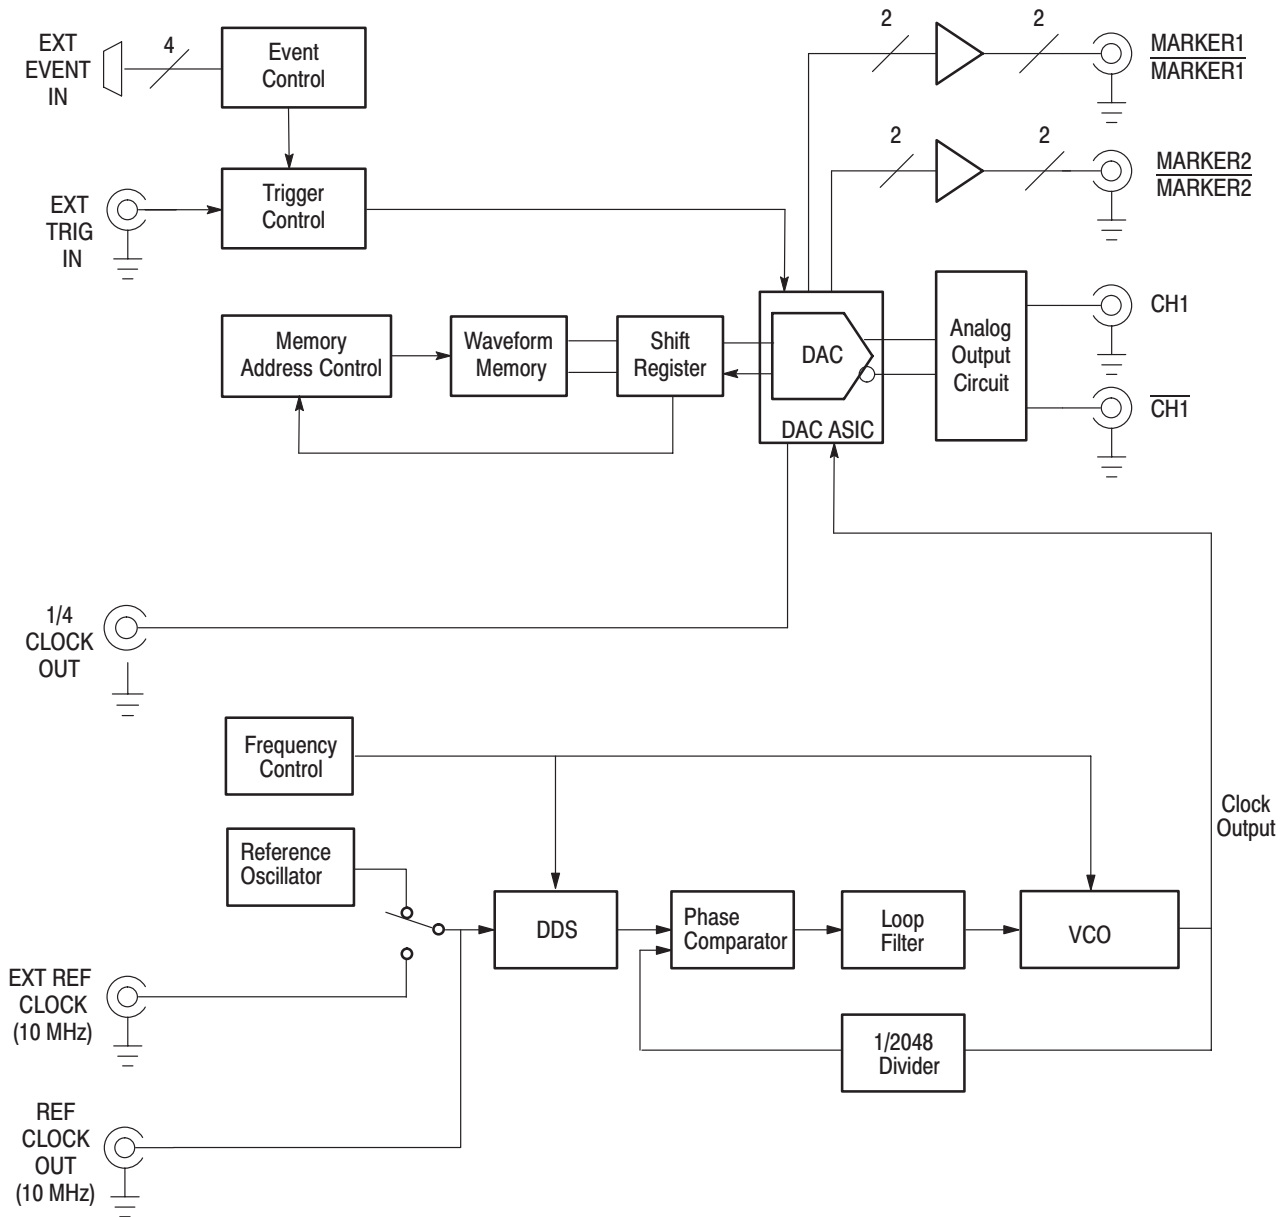 EXT
EVENT
IN
4
Event
Control
2
2
MARKER1
MARKER1
EXT
TRIG
IN
Trigger
Control
2
2
MARKER2
MARKER2
Memory
Address Control
Waveform
Memory
Shift
Register
DAC
DAC ASIC
Analog
Output
Circuit
CH1
CH1
1/4
CLOCK
OUT
Frequency
Control
Clock
Output
Reference
Oscillator
DDS
Phase
Comparator
Loop
Filter
VCO
EXT REF
CLOCK
(10 MHz)
1/2048
Divider
REF
CLOCK
OUT
(10 MHz)